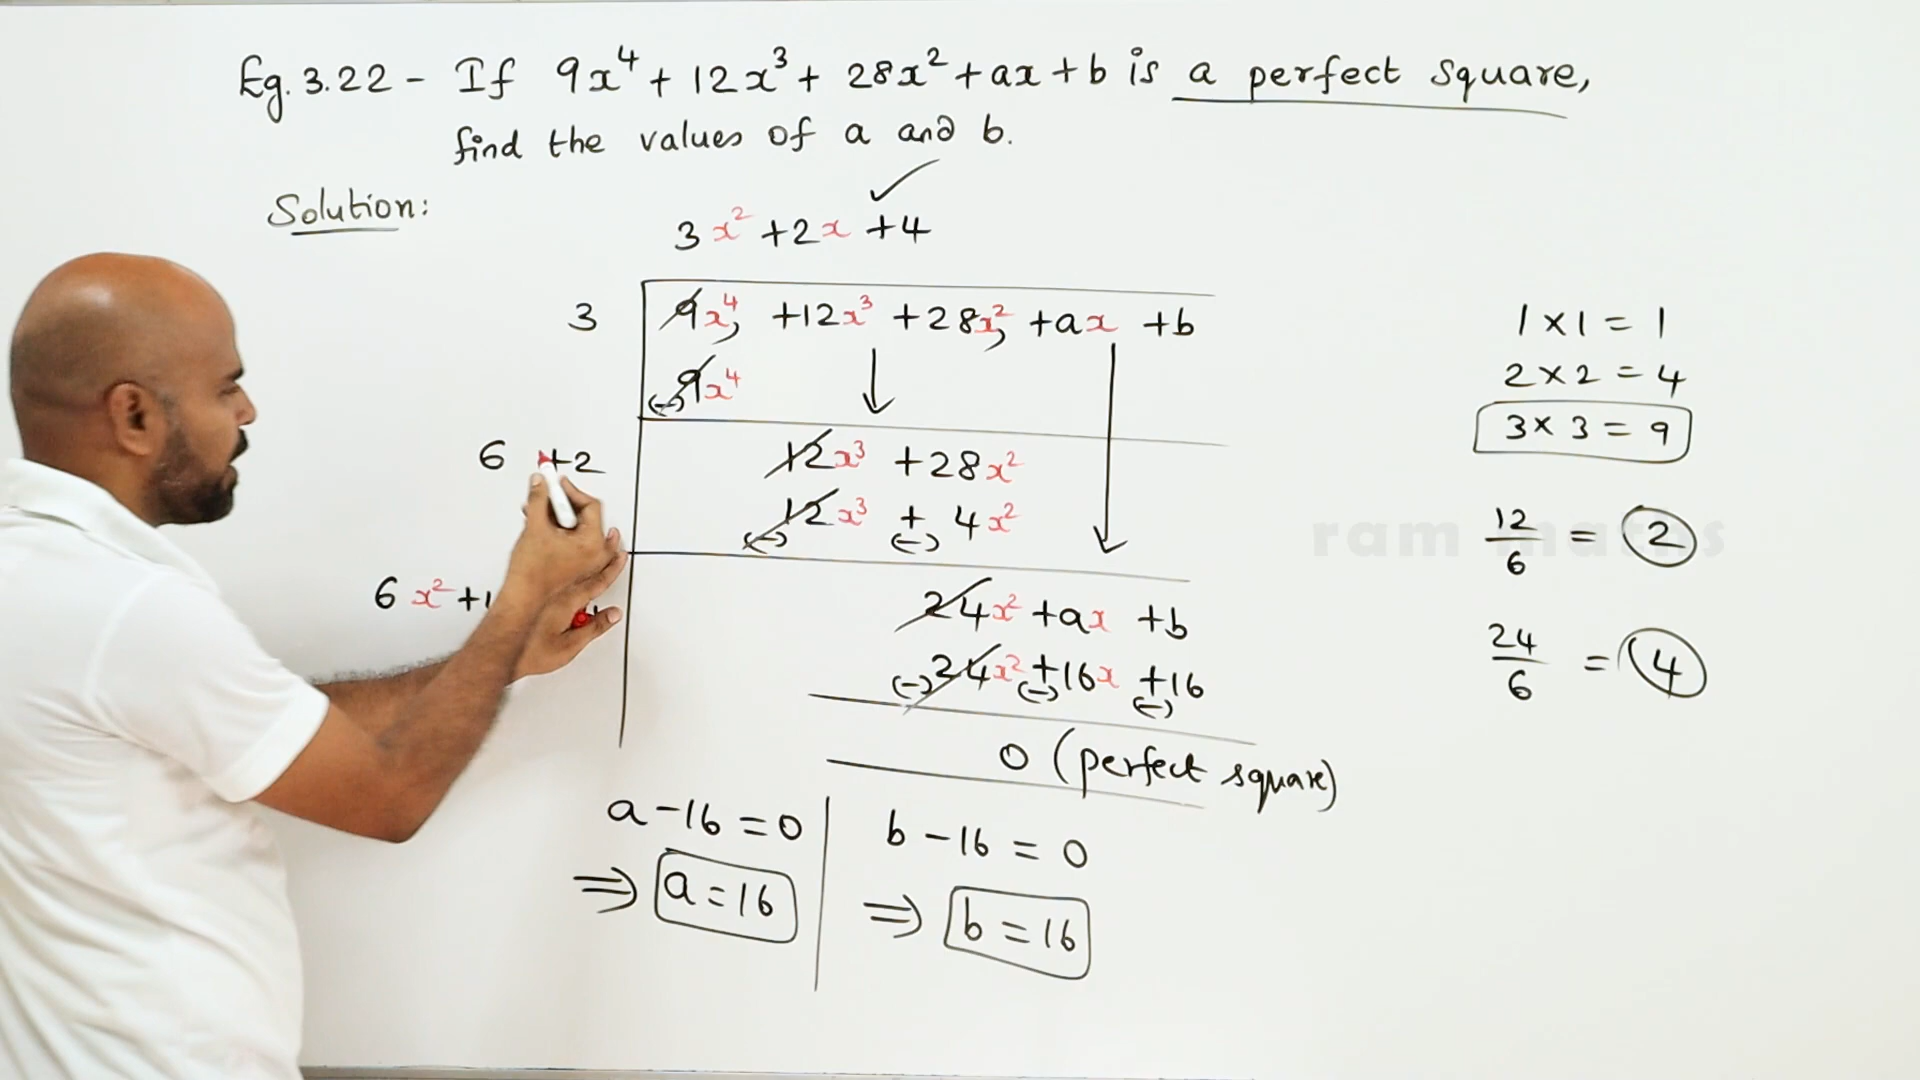 Eg. 3.22 - If 9x⁴ + 12x³ + 28x² + ax + b is a perfect square,
find the values of a and b.
Solution:
3x² +2x +4
3 9x⁴ +12x³ +28x² +ax +b
(-)9x⁴
6 +2 12x³ +28x²
(-)12x³ +(-) 4x²
6x² + 24x² +ax +b
(-)24x² +(-)16x +(-)16
0 (perfect square)
a-16=0
⇒ a=16
b-16=0
⇒ b=16
1×1=1
2×2=4
3×3=9
12/6 = 2
24/6 = 4
ram maths